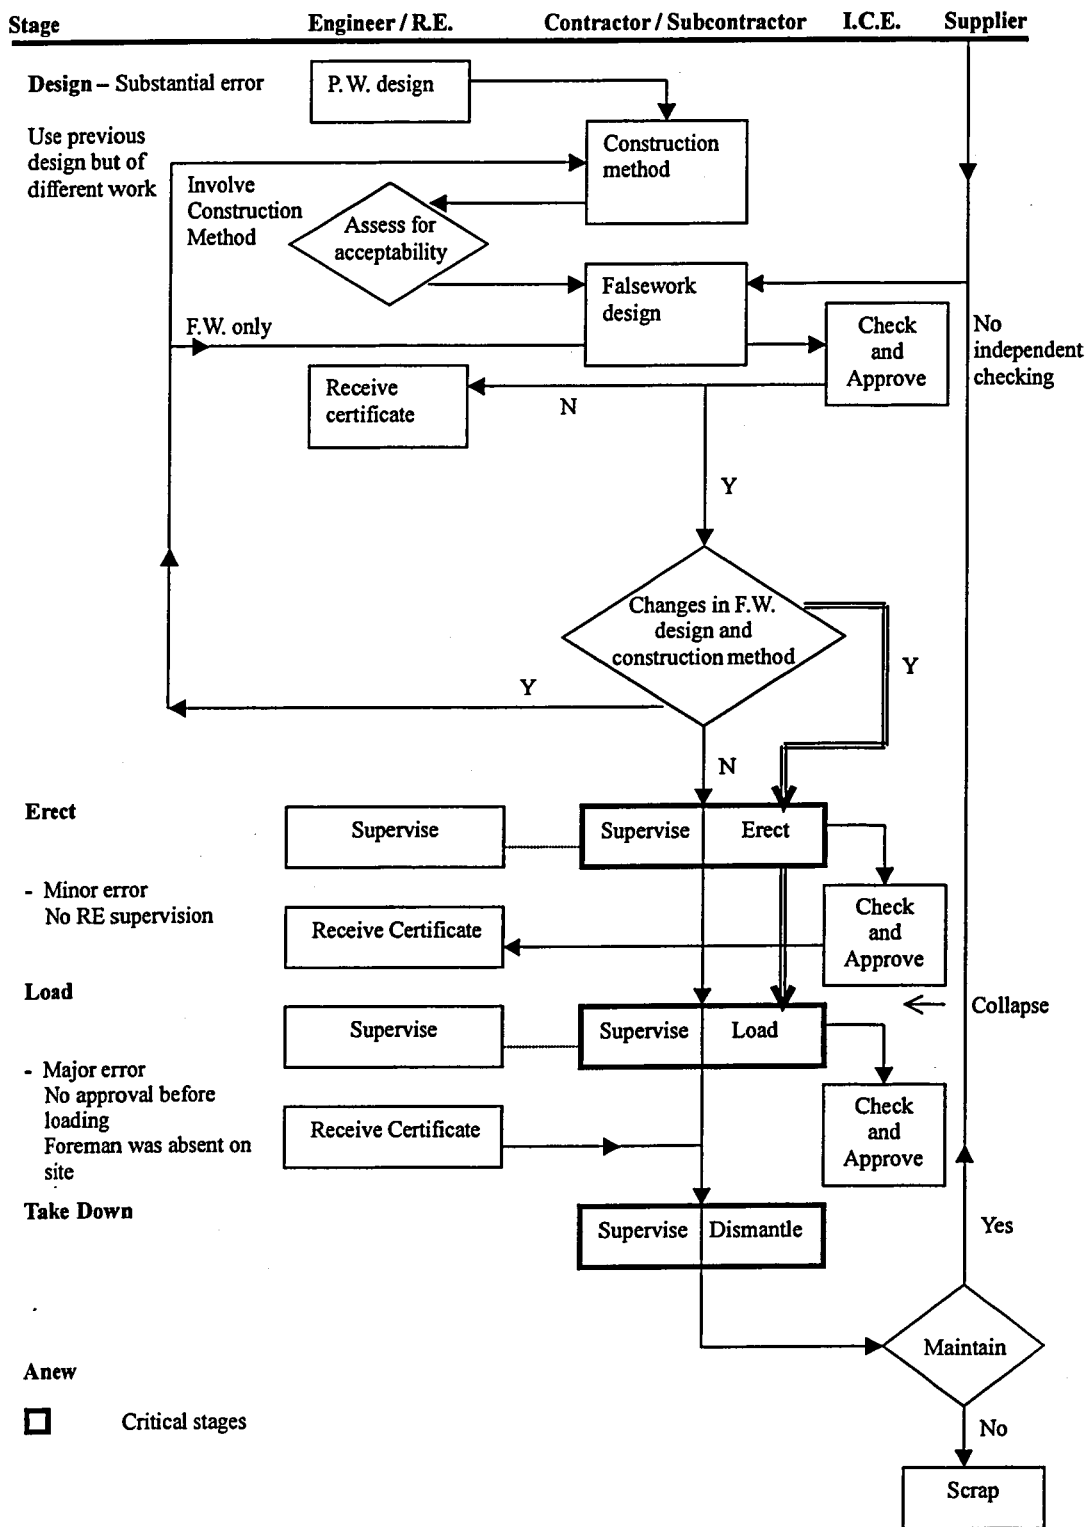 Stage Engineer / R.E. Contractor / Subcontractor I.C.E. Supplier
Design – Substantial error
P.W. design
Use previous
design but of
different work
Construction
method
Involve
Construction
Method
Assess for
acceptability
Falsework
design
F.W. only
Check
and
Approve
No
independent
checking
Receive
certificate
N
Y
Changes in F.W.
design and
construction method
Y
Y
N
Erect
Supervise
Supervise
Erect
- Minor error
No RE supervision
Receive Certificate
Check
and
Approve
Load
Collapse
Supervise
Supervise
Load
- Major error
No approval before
loading
Foreman was absent on
site
Receive Certificate
Check
and
Approve
Take Down
Supervise
Dismantle
Yes
Maintain
Anew
Critical stages
No
Scrap